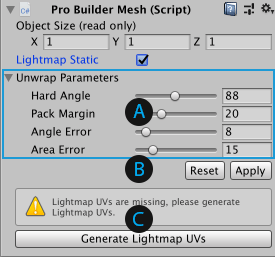 Pro Builder Mesh (Script)
Object Size (read only)
X 1 Y 1 Z 1
Lightmap Static
Unwrap Parameters
Hard Angle 88
Pack Margin 20
A
Angle Error 8
Area Error 15
B
Reset Apply
Lightmap UVs are missing, please generate
Lightmap UVs.
C
Generate Lightmap UVs